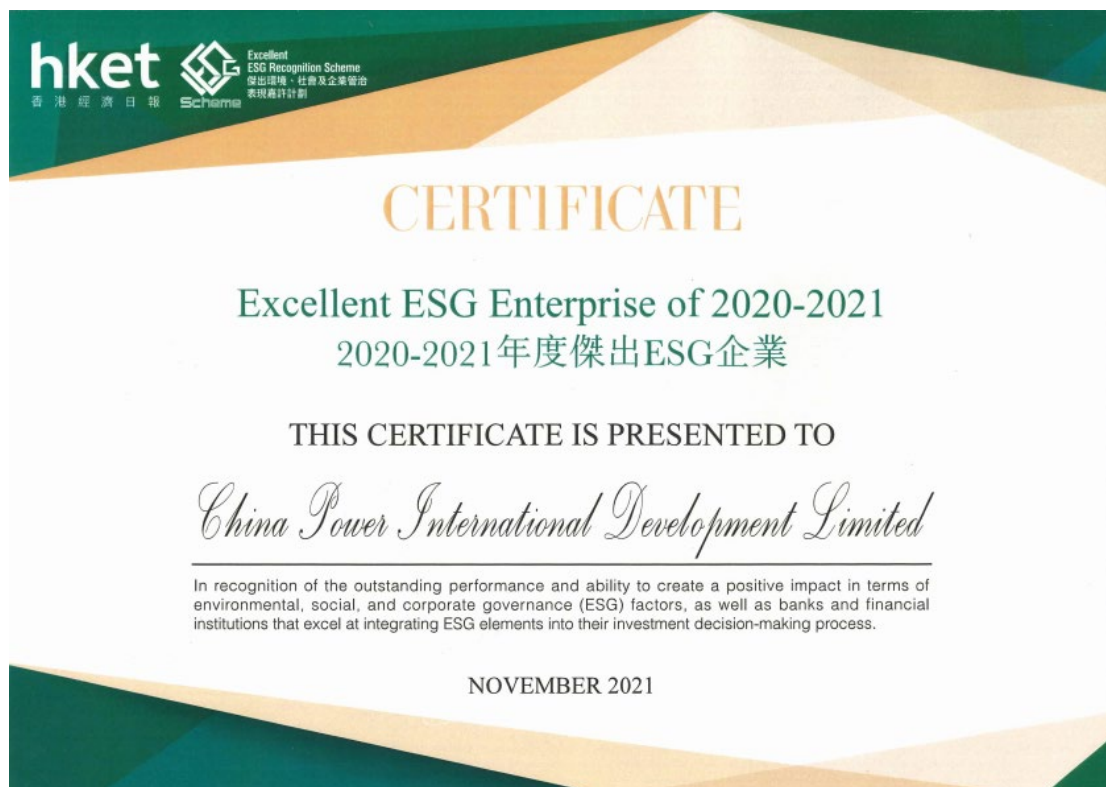 hket
香港經濟日報
ESG
Scheme
Excellent
ESG Recognition Scheme
傑出環境、社會及企業管治
表現嘉許計劃
CERTIFICATE
Excellent ESG Enterprise of 2020-2021
2020-2021年度傑出ESG企業
THIS CERTIFICATE IS PRESENTED TO
China Power International Development Limited
In recognition of the outstanding performance and ability to create a positive impact in terms of
environmental, social, and corporate governance (ESG) factors, as well as banks and financial
institutions that excel at integrating ESG elements into their investment decision-making process.
NOVEMBER 2021